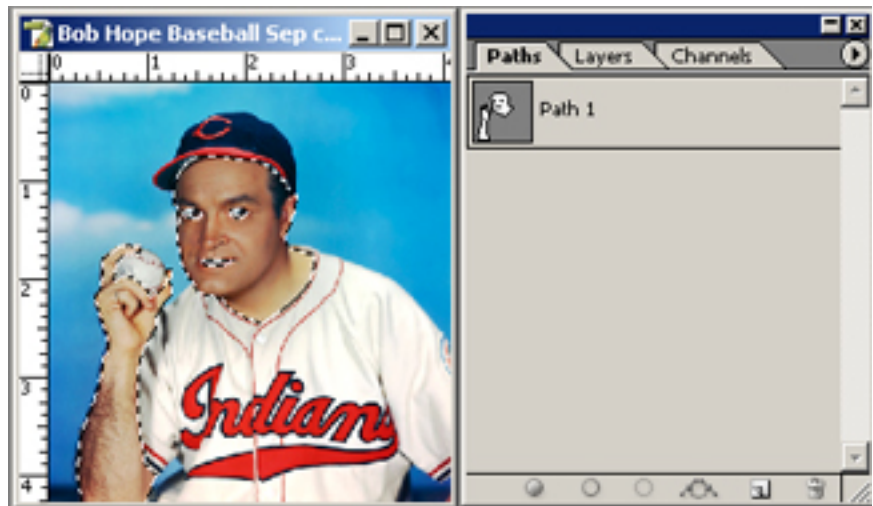 Bob Hope Baseball Sep c...
0 1 2 3
0
1
2
3
4
C
Indians
Paths Layers Channels
Path 1